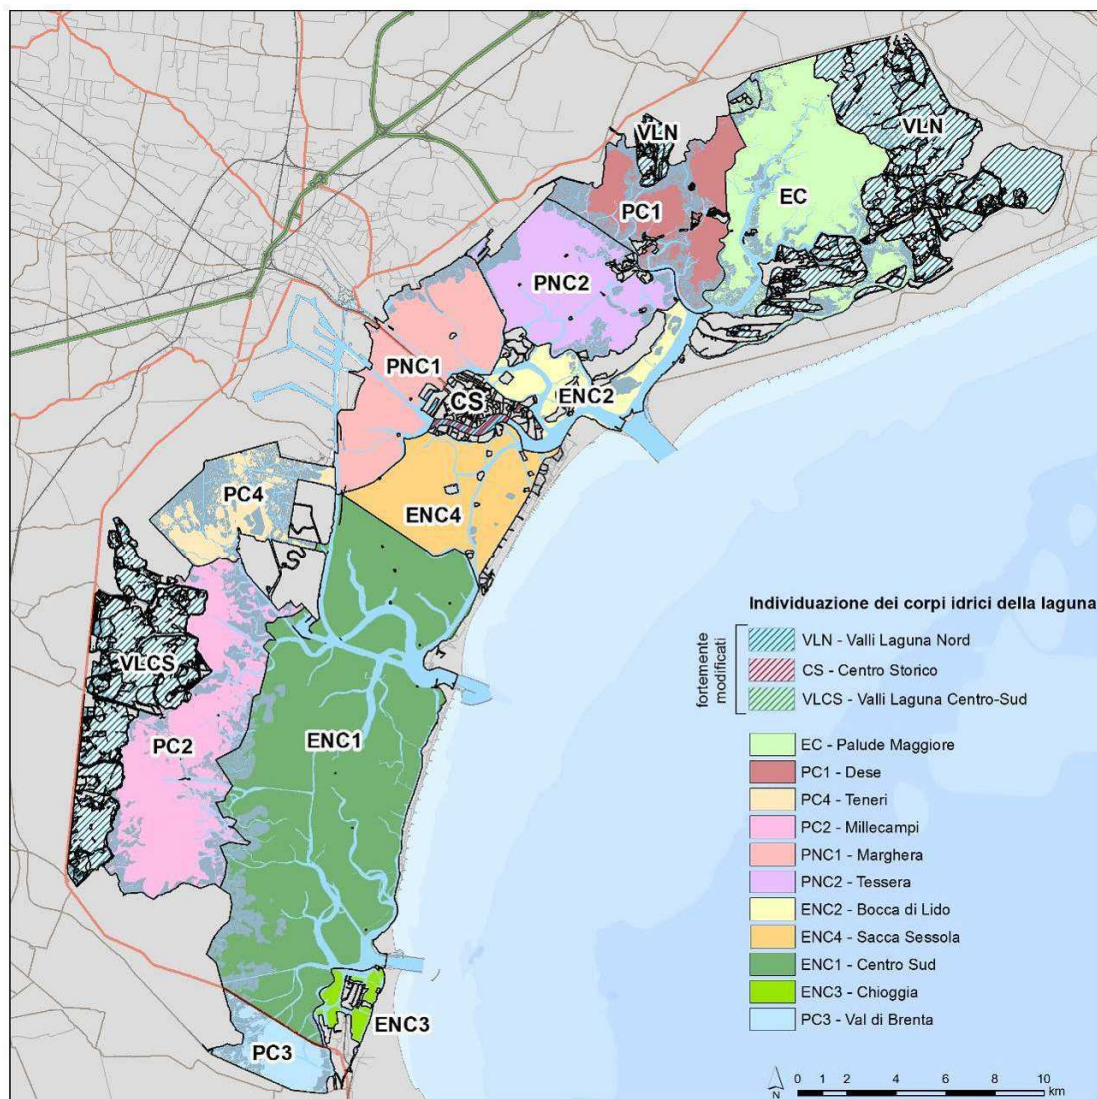 VLN
VLN
EC
PC1
PNC2
PNC1
ENC2
CS
PC4
ENC4
VLCS
PC2
ENC1
ENC3
PC3
Individuazione dei corpi idrici della laguna
fortemente
modificati
VLN - Valli Laguna Nord
CS - Centro Storico
VLCS - Valli Laguna Centro-Sud
EC - Palude Maggiore
PC1 - Dese
PC4 - Teneri
PC2 - Millecampi
PNC1 - Marghera
PNC2 - Tessera
ENC2 - Bocca di Lido
ENC4 - Sacca Sessola
ENC1 - Centro Sud
ENC3 - Chioggia
PC3 - Val di Brenta
N
0 1 2 4 6 8 10
km